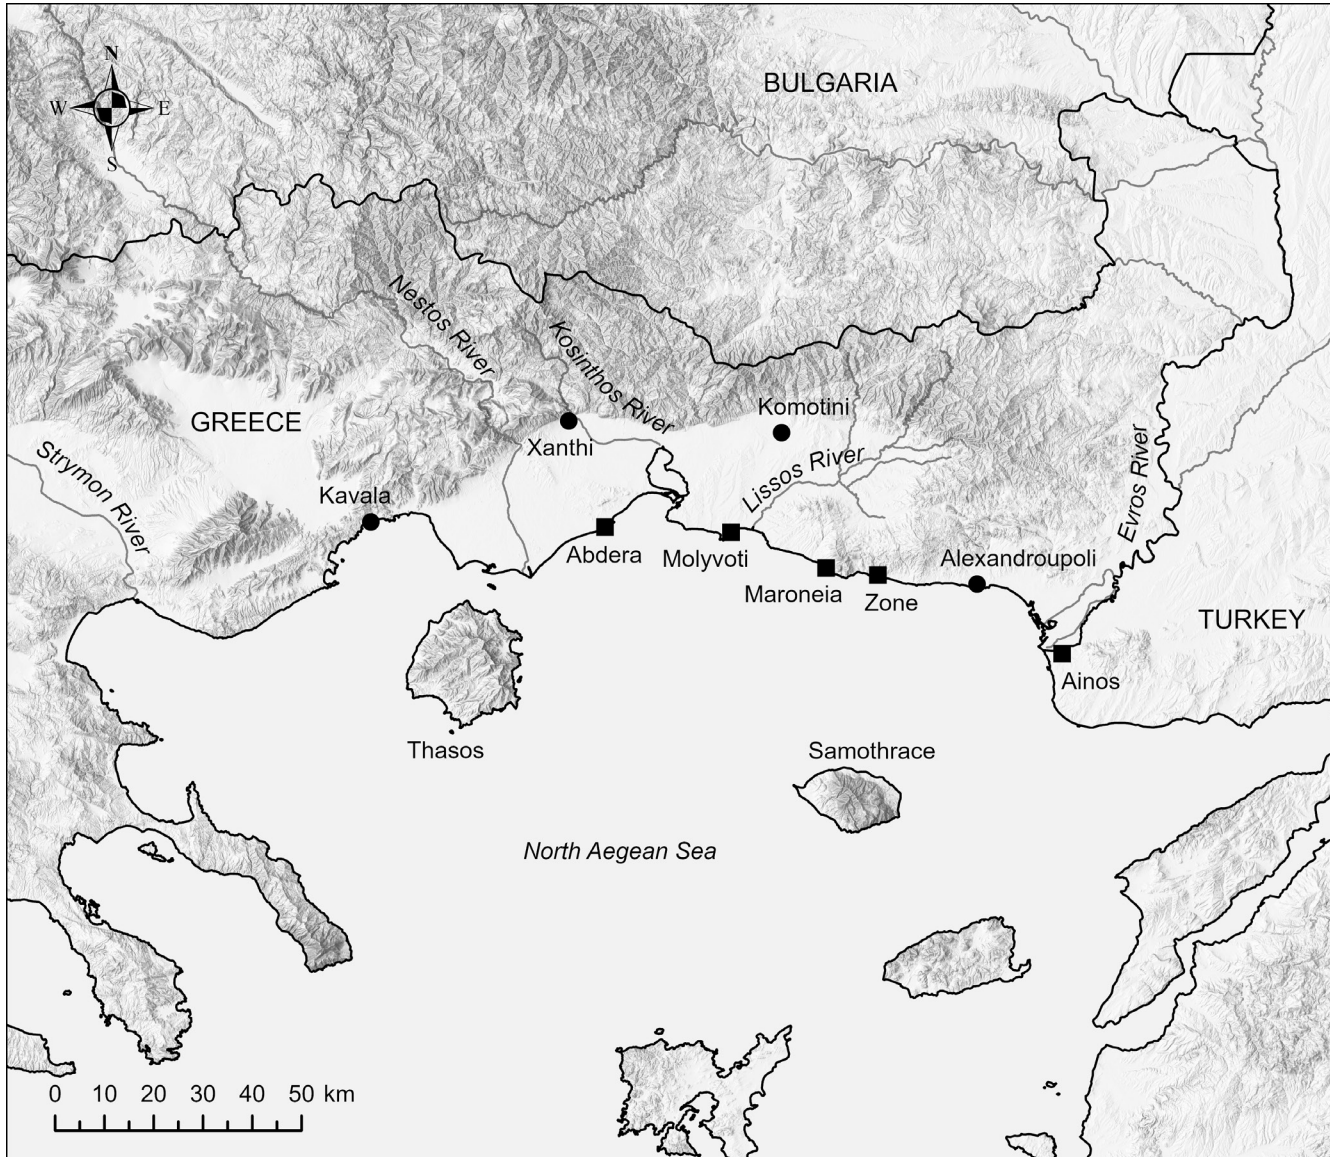 N
W E
S
BULGARIA
Nestos River
Kosinthos River
GREECE
Komotini
Xanthi
Strymon River
Lissos River
Evros River
Kavala
Abdera
Molyvoti
Alexandroupoli
Maroneia
Zone
TURKEY
Ainos
Thasos
Samothrace
North Aegean Sea
0 10 20 30 40 50 km